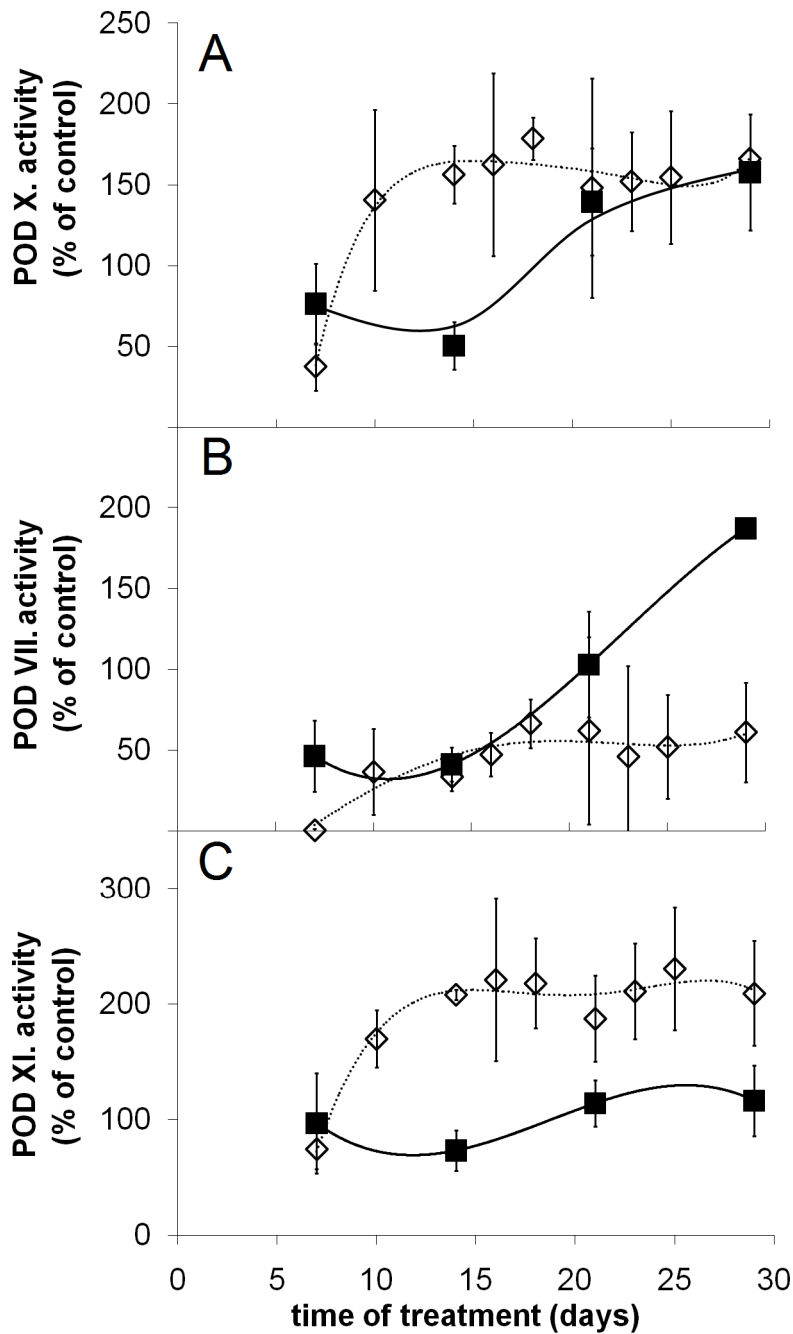 A
POD X. activity
(% of control)
250
200
150
100
50
B
POD VII. activity
(% of control)
200
150
100
50
C
POD XI. activity
(% of control)
300
200
100
0
0 5 10 15 20 25 30
time of treatment (days)